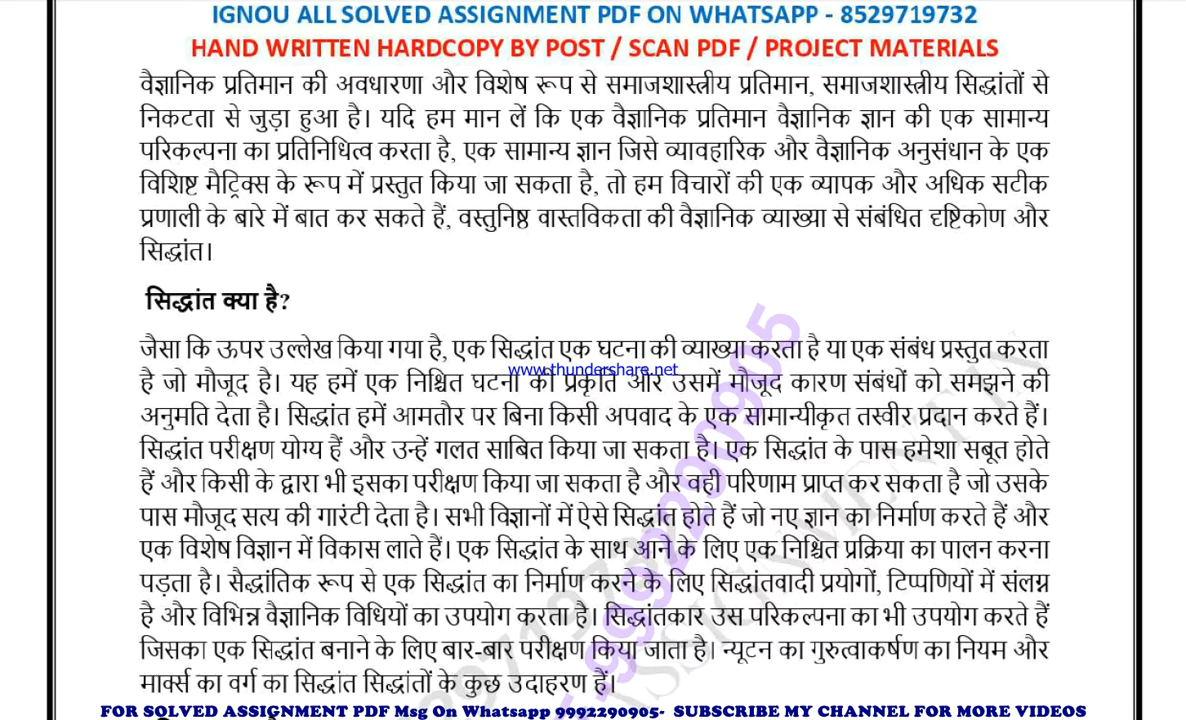 IGNOU ALL SOLVED ASSIGNMENT PDF ON WHATSAPP - 8529719732
HAND WRITTEN HARDCOPY BY POST / SCAN PDF / PROJECT MATERIALS
वैज्ञानिक प्रतिमान की अवधारणा और विशेष रूप से समाजशास्त्रीय प्रतिमान, समाजशास्त्रीय सिद्धांतों से
निकटता से जुड़ा हुआ है। यदि हम मान लें कि एक वैज्ञानिक प्रतिमान वैज्ञानिक ज्ञान की एक सामान्य
परिकल्पना का प्रतिनिधित्व करता है, एक सामान्य ज्ञान जिसे व्यावहारिक और वैज्ञानिक अनुसंधान के एक
विशिष्ट मैट्रिक्स के रूप में प्रस्तुत किया जा सकता है, तो हम विचारों की एक व्यापक और अधिक सटीक
प्रणाली के बारे में बात कर सकते हैं, वस्तुनिष्ठ वास्तविकता की वैज्ञानिक व्याख्या से संबंधित दृष्टिकोण और
सिद्धांत।
सिद्धांत क्या है?
जैसा कि ऊपर उल्लेख किया गया है, एक सिद्धांत एक घटना की व्याख्या करता है या एक संबंध प्रस्तुत करता
www.thundershare.net
है जो मौजूद है। यह हमें एक निश्चित घटना की प्रकृति और उसमें मौजूद कारण संबंधों को समझने की
अनुमति देता है। सिद्धांत हमें आमतौर पर बिना किसी अपवाद के एक सामान्यीकृत तस्वीर प्रदान करते हैं।
सिद्धांत परीक्षण योग्य हैं और उन्हें गलत साबित किया जा सकता है। एक सिद्धांत के पास हमेशा सबूत होते
हैं और किसी के द्वारा भी इसका परीक्षण किया जा सकता है और वही परिणाम प्राप्त कर सकता है जो उसके
पास मौजूद सत्य की गारंटी देता है। सभी विज्ञानों में ऐसे सिद्धांत होते हैं जो नए ज्ञान का निर्माण करते हैं और
एक विशेष विज्ञान में विकास लाते हैं। एक सिद्धांत के साथ आने के लिए एक निश्चित प्रक्रिया का पालन करना
पड़ता है। सैद्धांतिक रूप से एक सिद्धांत का निर्माण करने के लिए सिद्धांतवादी प्रयोगों, टिप्पणियों में संलग्न
है और विभिन्न वैज्ञानिक विधियों का उपयोग करता है। सिद्धांतकार उस परिकल्पना का भी उपयोग करते हैं
जिसका एक सिद्धांत बनाने के लिए बार-बार परीक्षण किया जाता है। न्यूटन का गुरुत्वाकर्षण का नियम और
मार्क्स का वर्ग का सिद्धांत सिद्धांतों के कुछ उदाहरण हैं।
FOR SOLVED ASSIGNMENT PDF Msg On Whatsapp 9992290905- SUBSCRIBE MY CHANNEL FOR MORE VIDEOS